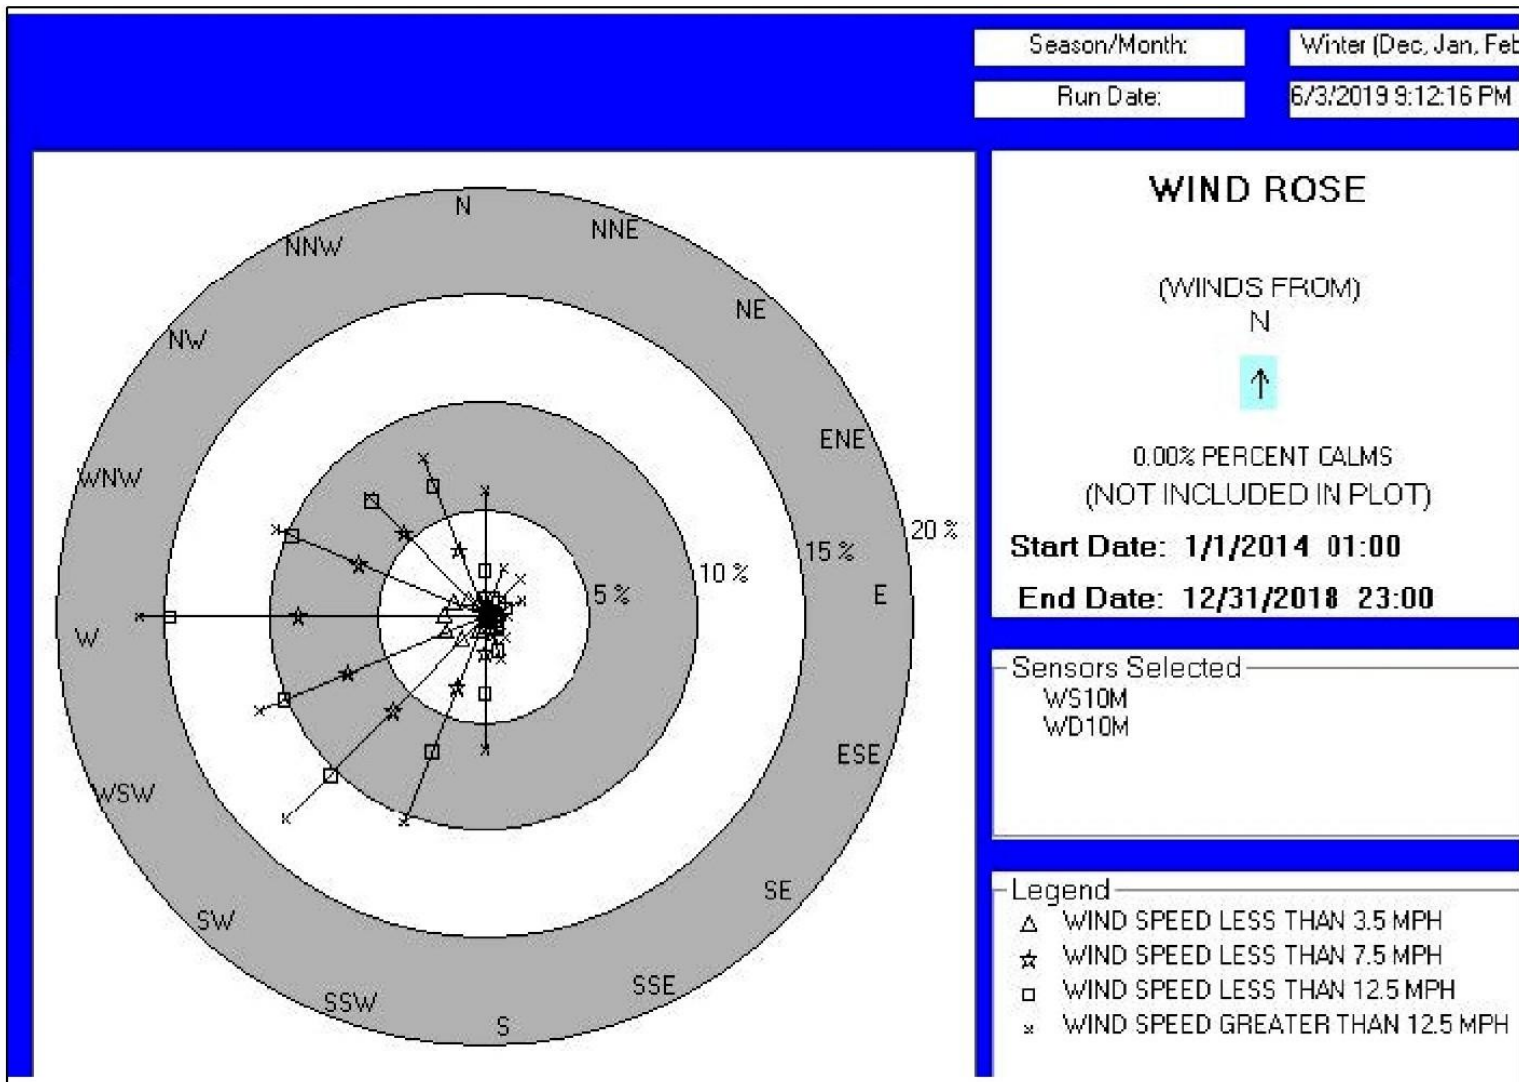 Season/Month: Winter (Dec, Jan, Feb
Run Date: 6/3/2019 9:12:16 PM
WIND ROSE
(WINDS FROM)
N
↑
0.00% PERCENT CALMS
(NOT INCLUDED IN PLOT)
Start Date: 1/1/2014 01:00
End Date: 12/31/2018 23:00
N
NNE
NNW
NE
NW
ENE
WNW
20 %
15 %
10 %
5 %
E
W
ESE
WSW
SE
SW
SSE
SSW
S
Sensors Selected
WS10M
WD10M
Legend
WIND SPEED LESS THAN 3.5 MPH
WIND SPEED LESS THAN 7.5 MPH
WIND SPEED LESS THAN 12.5 MPH
WIND SPEED GREATER THAN 12.5 MPH